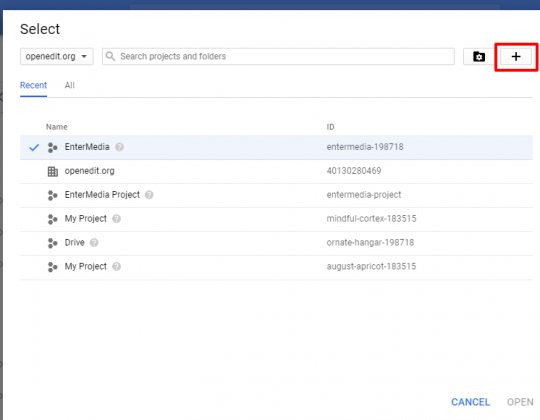 Select
openedit.org Search projects and folders
Recent All
Name ID
EnterMedia entermedia-198718
openedit.org 40130280469
EnterMedia Project entermedia-project
My Project mindful-cortex-183515
Drive ornate-hangar-198718
My Project august-apricot-183515
CANCEL OPEN